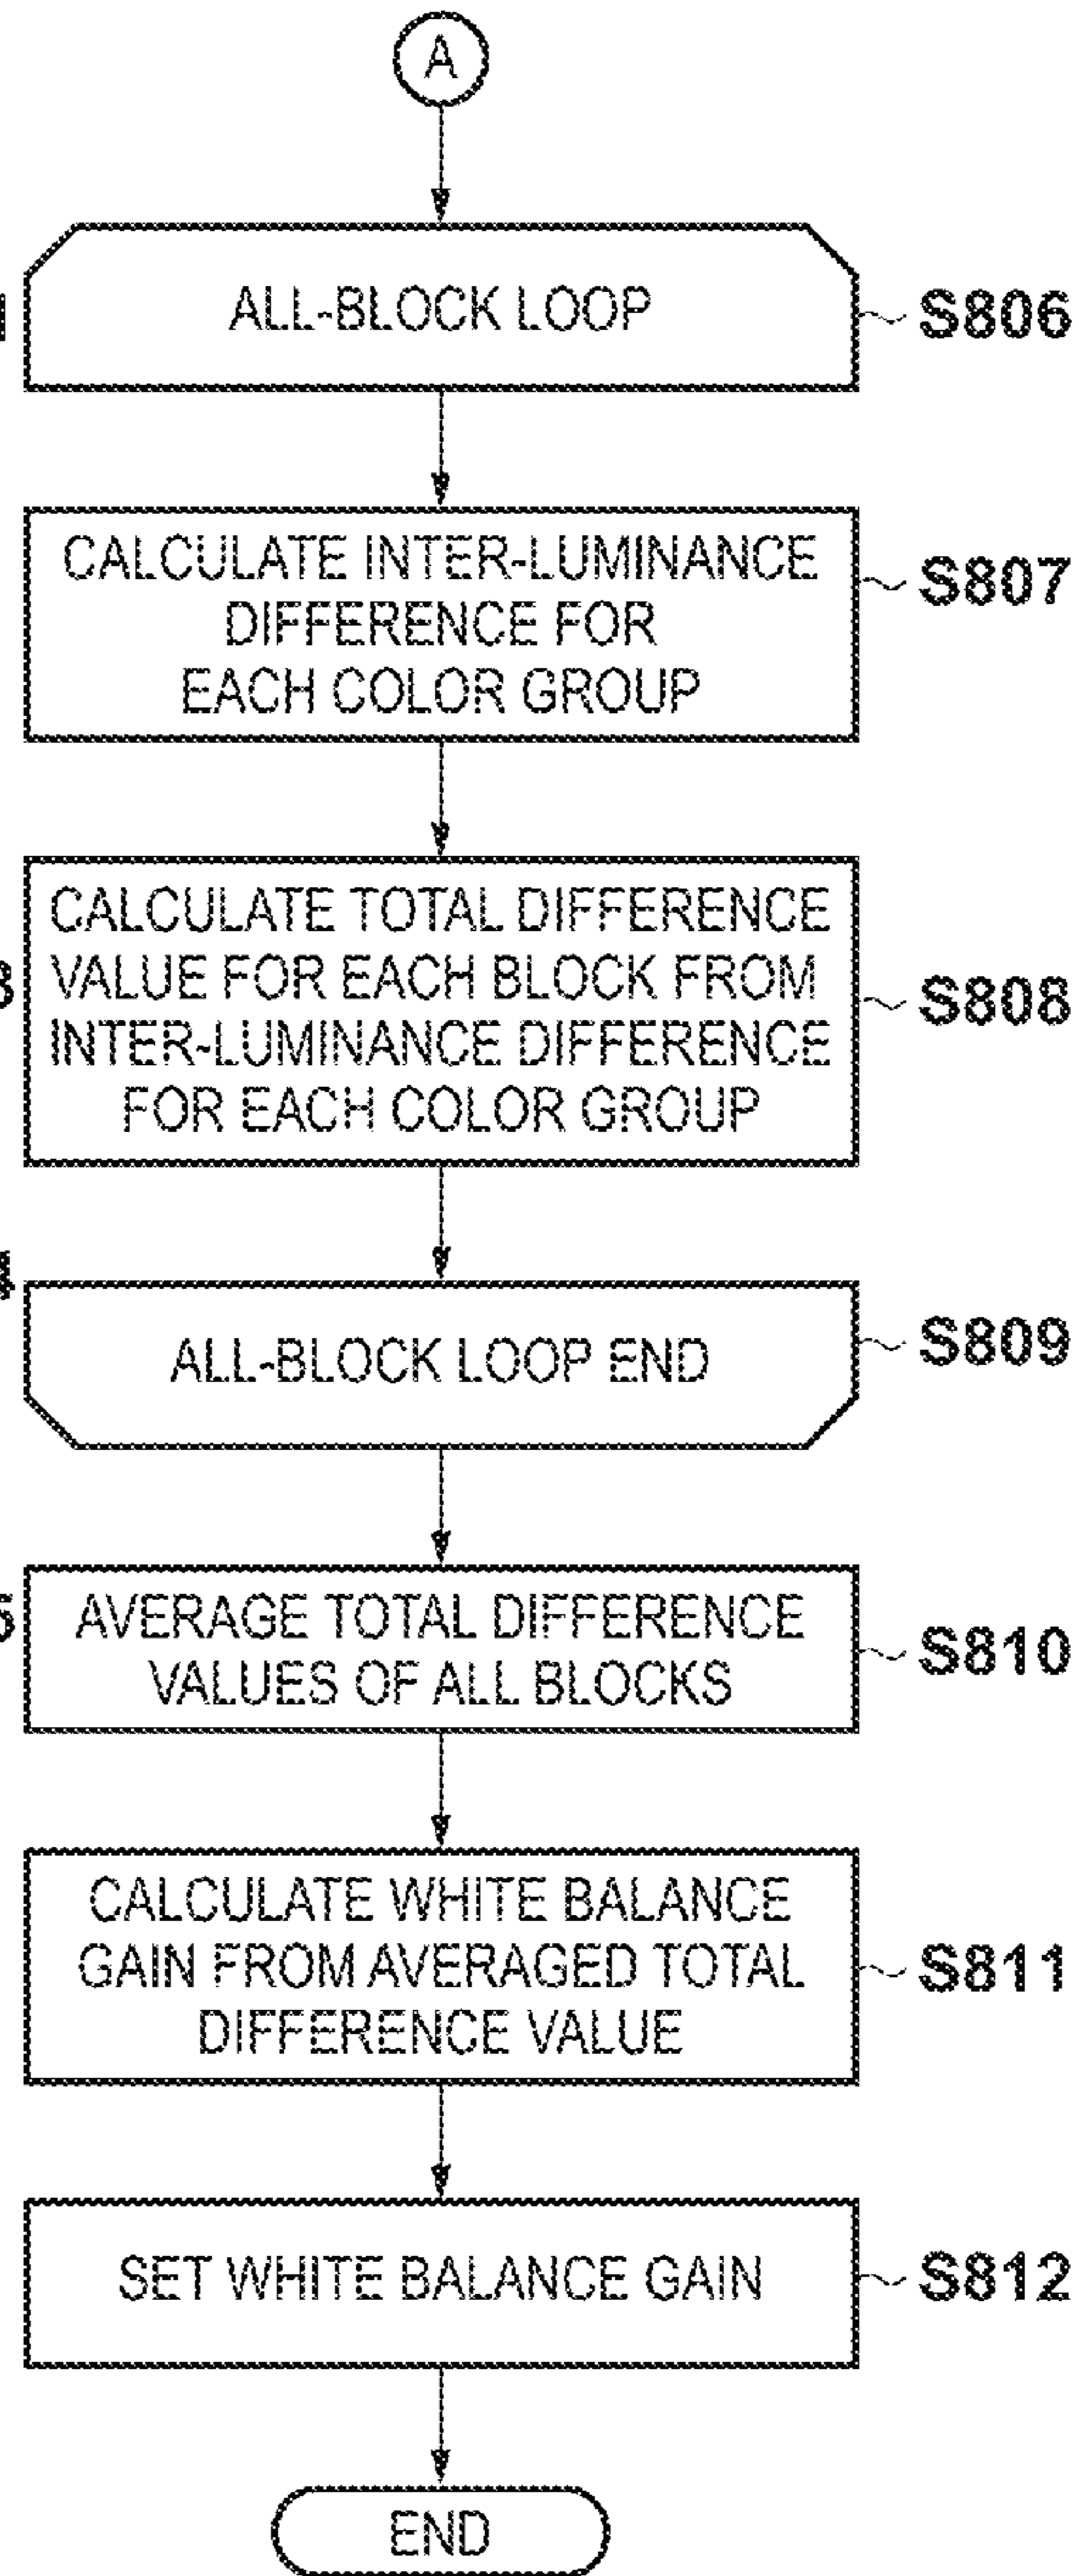 A
ALL-BLOCK LOOP
S806
CALCULATE INTER-LUMINANCE
DIFFERENCE FOR
EACH COLOR GROUP
S807
CALCULATE TOTAL DIFFERENCE
VALUE FOR EACH BLOCK FROM
INTER-LUMINANCE DIFFERENCE
FOR EACH COLOR GROUP
S808
ALL-BLOCK LOOP END
S809
AVERAGE TOTAL DIFFERENCE
VALUES OF ALL BLOCKS
S810
CALCULATE WHITE BALANCE
GAIN FROM AVERAGED TOTAL
DIFFERENCE VALUE
S811
SET WHITE BALANCE GAIN
S812
END